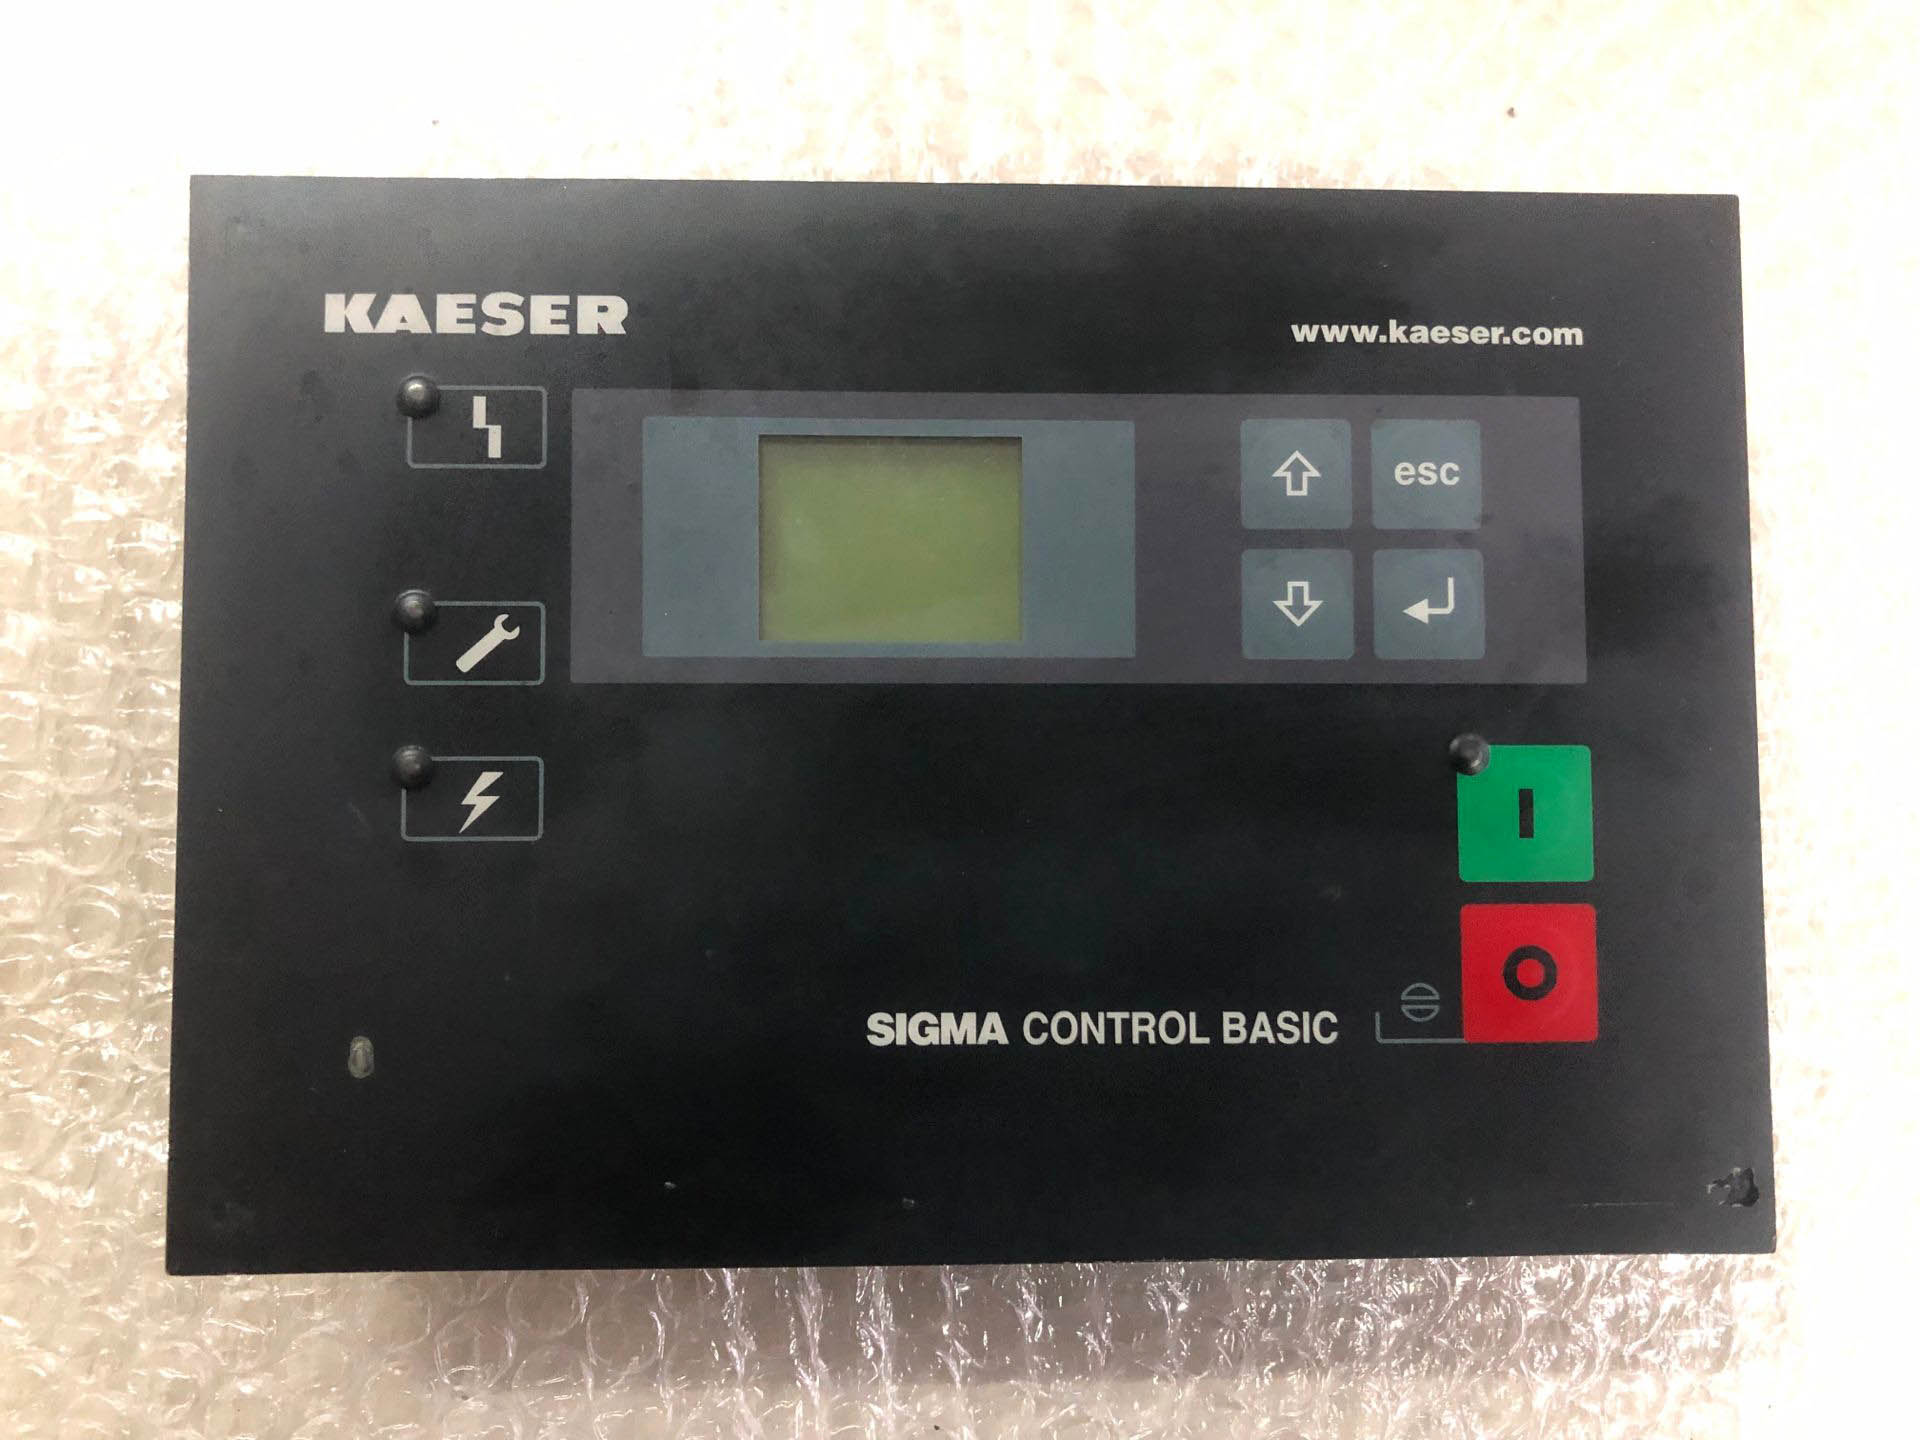 KAESER
www.kaeser.com
esc
I
O
SIGMA CONTROL BASIC